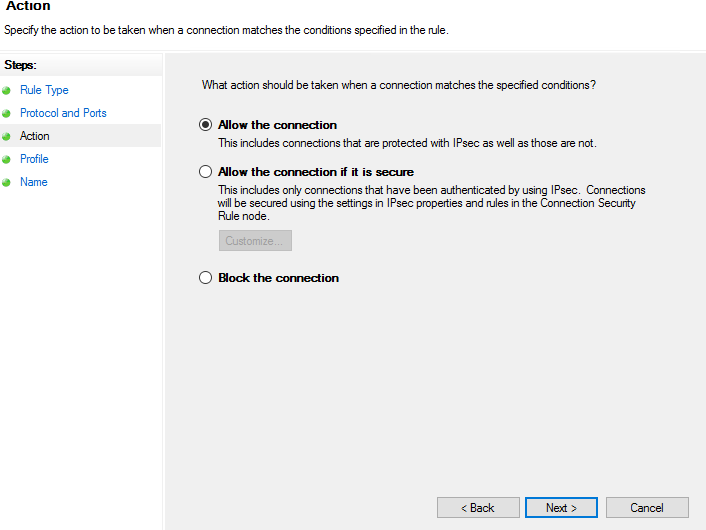 Action
Specify the action to be taken when a connection matches the conditions specified in the rule.
Steps:
Rule Type
Protocol and Ports
Action
Profile
Name
What action should be taken when a connection matches the specified conditions?
Allow the connection
This includes connections that are protected with IPsec as well as those are not.
Allow the connection if it is secure
This includes only connections that have been authenticated by using IPsec. Connections
will be secured using the settings in IPsec properties and rules in the Connection Security
Rule node.
Customize...
Block the connection
< Back
Next >
Cancel